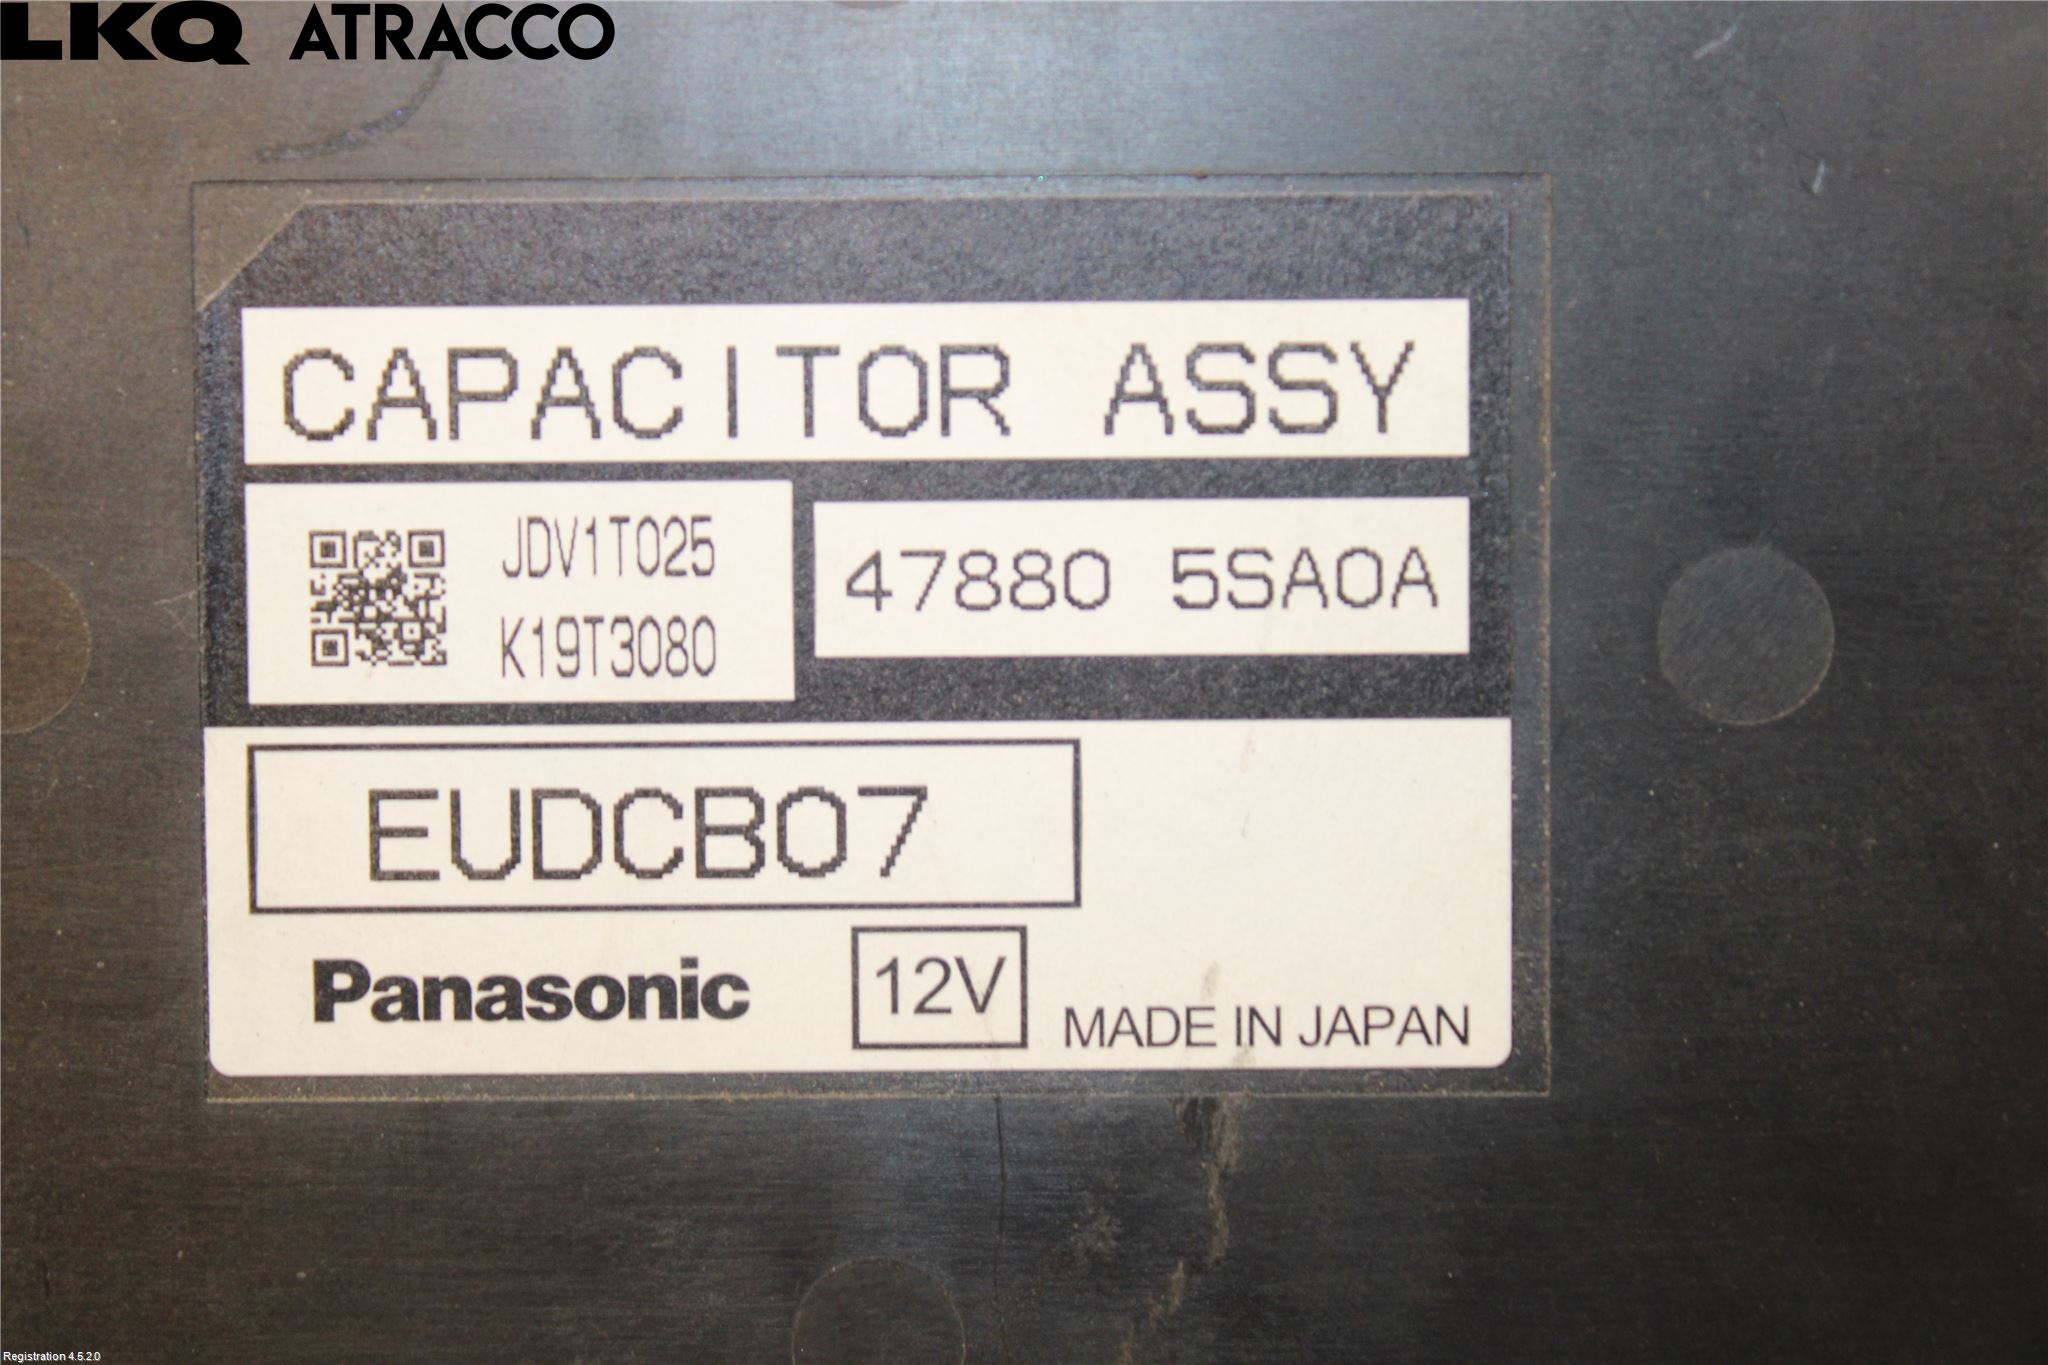 LKQ ATRACCO
CAPACITOR ASSY
JDV1T025
K19T3080
47880 5SA0A
EUDCB07
Panasonic
12V
MADE IN JAPAN
Registration 4.5.2.0